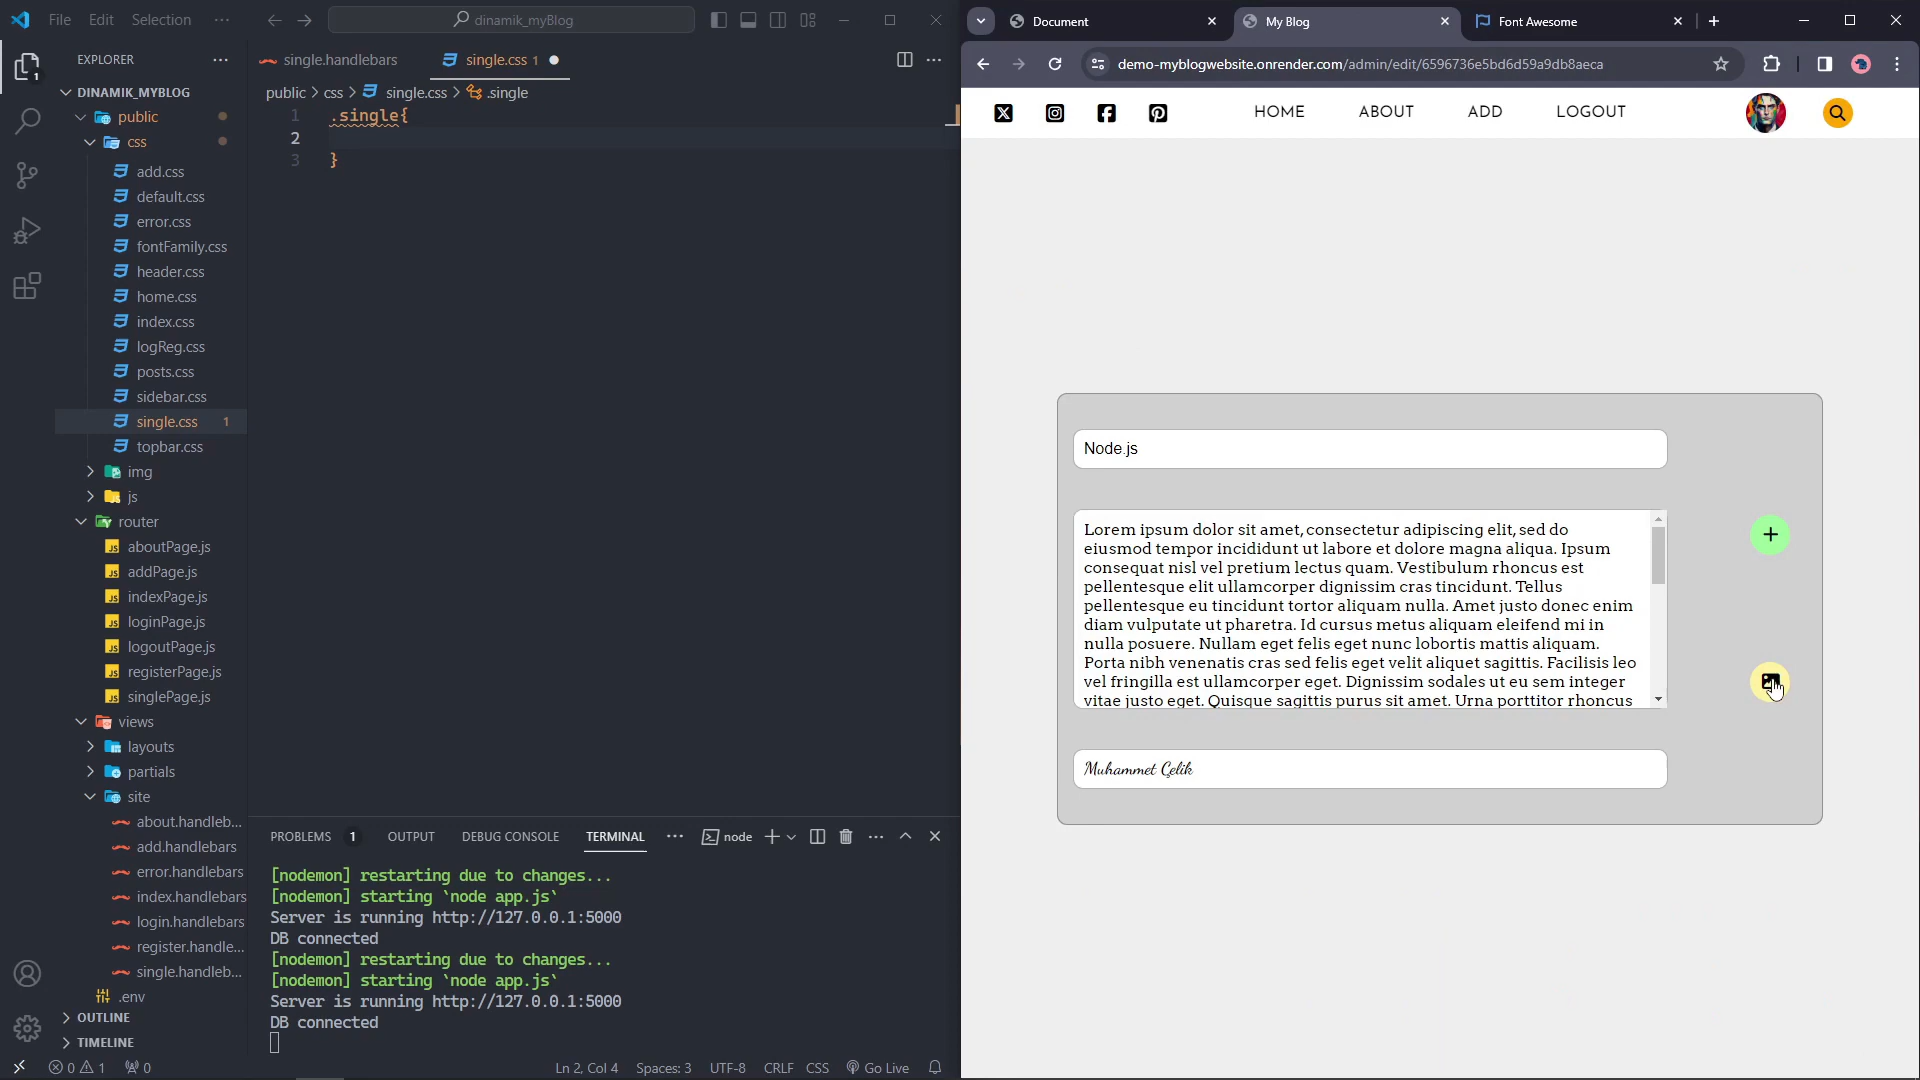 File Edit Selection ···
dinamik_myBlog
EXPLORER
DINAMIK_MYBLOG
public
css
add.css
default.css
error.css
fontFamily.css
header.css
home.css
index.css
logReg.css
posts.css
sidebar.css
single.css 1
topbar.css
img
js
router
aboutPage.js
addPage.js
indexPage.js
loginPage.js
logoutPage.js
registerPage.js
singlePage.js
views
layouts
partials
site
about.handleb...
add.handlebars
error.handlebars
index.handlebars
login.handlebars
register.handle...
single.handleb...
.env
OUTLINE
TIMELINE
single.handlebars
single.css 1
public > css > single.css > .single
1 .single{
2
3 }
PROBLEMS 1 OUTPUT DEBUG CONSOLE TERMINAL ··· node
[nodemon] restarting due to changes...
[nodemon] starting `node app.js`
Server is running http://127.0.0.1:5000
DB connected
[nodemon] restarting due to changes...
[nodemon] starting `node app.js`
Server is running http://127.0.0.1:5000
DB connected
0 1 0 Ln 2, Col 4 Spaces: 3 UTF-8 CRLF CSS Go Live
Document
My Blog
Font Awesome
demo-myblogwebsite.onrender.com/admin/edit/6596736e5bd6d59a9db8aeca
HOME ABOUT ADD LOGOUT
Node.js
Lorem ipsum dolor sit amet, consectetur adipiscing elit, sed do
eiusmod tempor incididunt ut labore et dolore magna aliqua. Ipsum
consequat nisl vel pretium lectus quam. Vestibulum rhoncus est
pellentesque elit ullamcorper dignissim cras tincidunt. Tellus
pellentesque eu tincidunt tortor aliquam nulla. Amet justo donec enim
diam vulputate ut pharetra. Id cursus metus aliquam eleifend mi in
nulla posuere. Nullam eget felis eget nunc lobortis mattis aliquam.
Porta nibh venenatis cras sed felis eget velit aliquet sagittis. Facilisis leo
vel fringilla est ullamcorper eget. Dignissim sodales ut eu sem integer
vitae justo eget. Quisque sagittis purus sit amet. Urna porttitor rhoncus
Muhammet Çelik